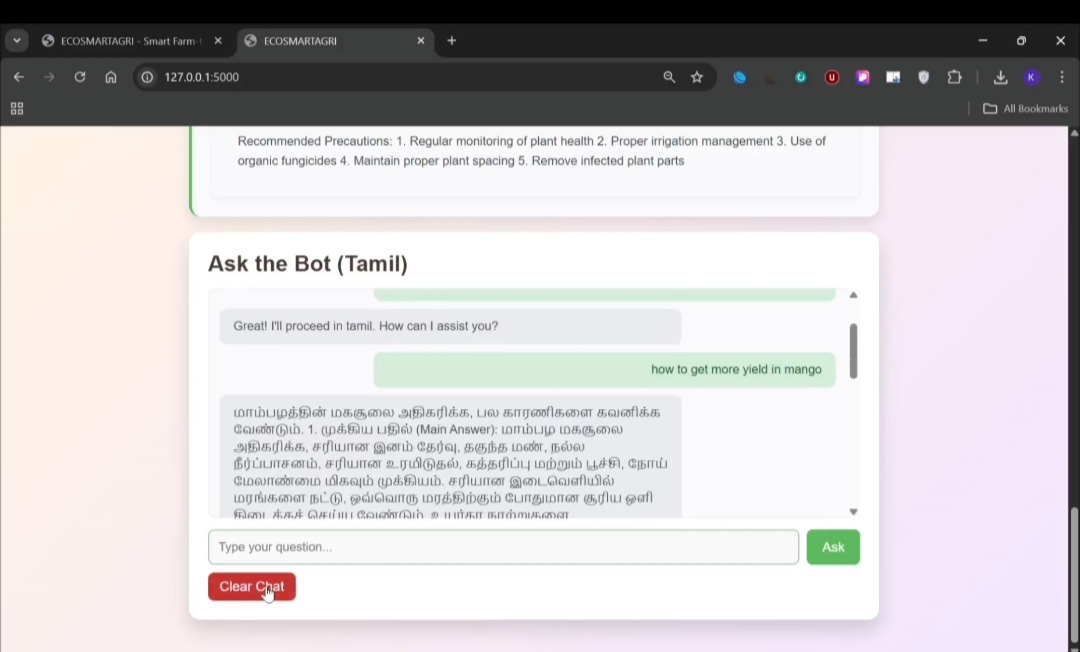 ECOSMARTAGRI - Smart Farm
ECOSMARTAGRI
127.0.0.1:5000
K
All Bookmarks
Recommended Precautions: 1. Regular monitoring of plant health 2. Proper irrigation management 3. Use of
organic fungicides 4. Maintain proper plant spacing 5. Remove infected plant parts
Ask the Bot (Tamil)
Great! I'll proceed in tamil. How can I assist you?
how to get more yield in mango
மாம்பழத்தின் மகசூலை அதிகரிக்க, பல காரணிகளை கவனிக்க
வேண்டும். 1. முக்கிய பதில் (Main Answer): மாம்பழ மகசூலை
அதிகரிக்க, சரியான இனம் தேர்வு, தகுந்த மண், நல்ல
நீர்ப்பாசனம், சரியான உரமிடுதல், கத்தரிப்பு மற்றும் பூச்சி, நோய்
மேலாண்மை மிகவும் முக்கியம். சரியான இடைவெளியில்
மரங்களை நட்டு, ஒவ்வொரு மரத்திற்கும் போதுமான சூரிய ஒளி
Type your question...
Ask
Clear Chat